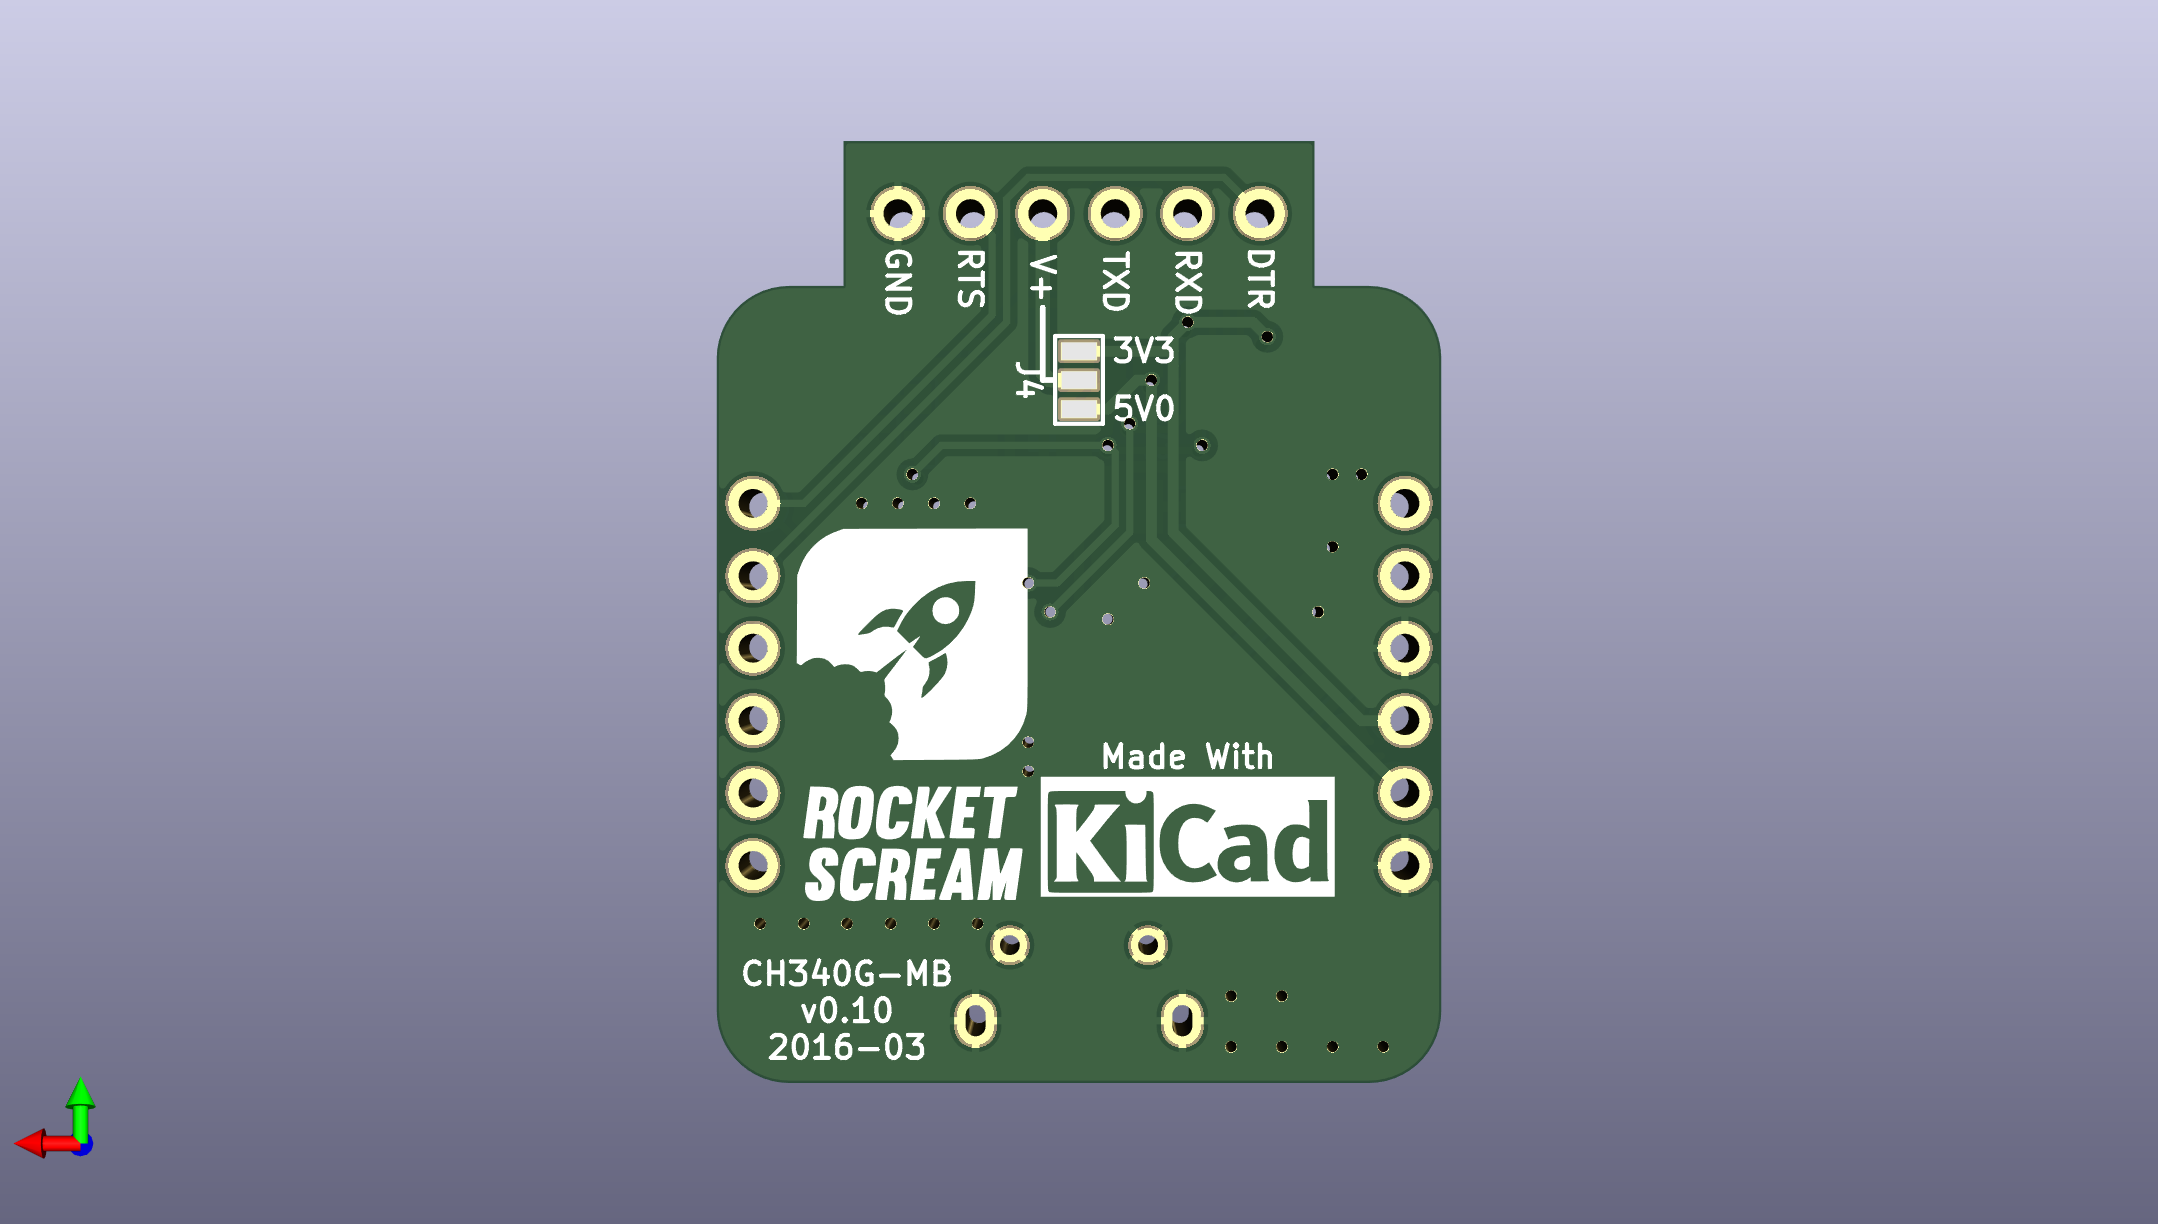 GND
RTS
V+
TXD
RXD
DTR
J4
3V3
5V0
Made With
KiCad
ROCKET
SCREAM
CH340G-MB
v0.10
2016-03